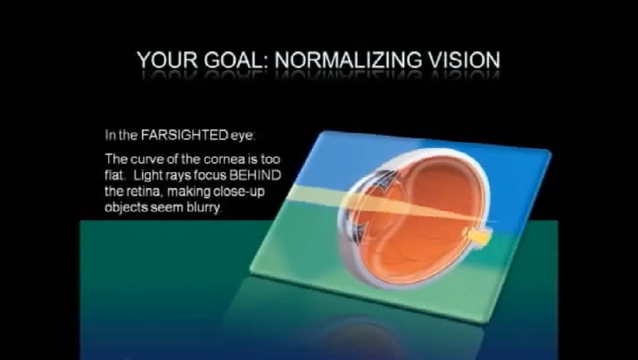 YOUR GOAL: NORMALIZING VISION
In the FARSIGHTED eye:
The curve of the cornea is too
flat.  Light rays focus BEHIND
the retina, making close-up
objects seem blurry.